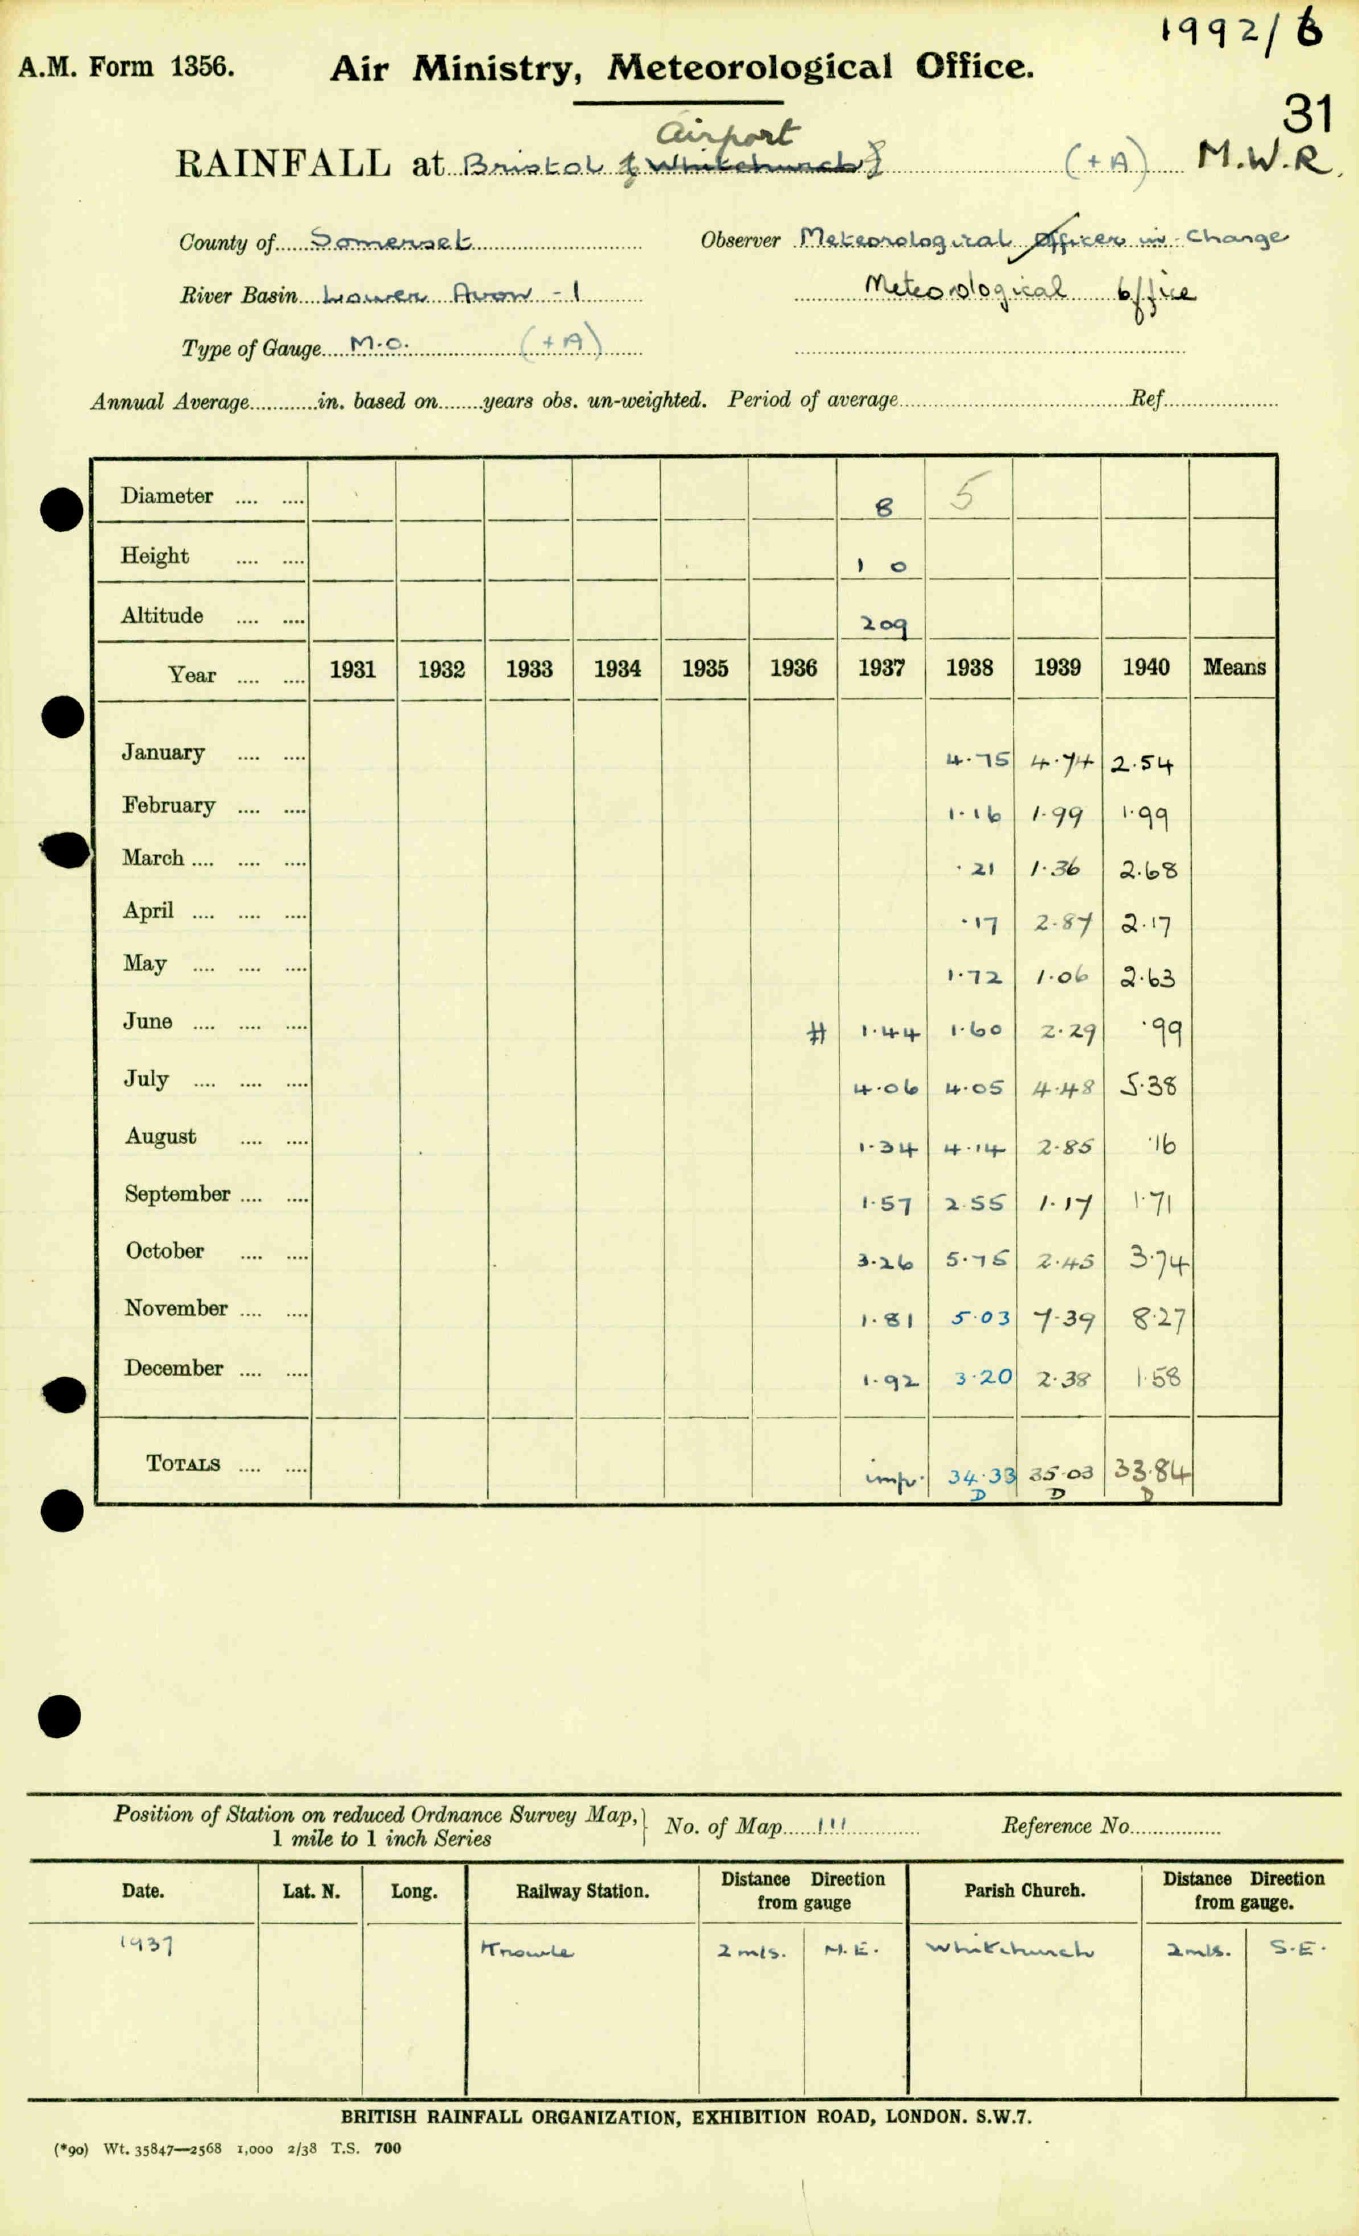 1992/6
A.M. Form 1356. Air Ministry, Meteorological Office.
31
Airport
RAINFALL at Bristol (Whitchurch) (+A) M.W.R.
County of Somerset Observer Meteorological Officer in Charge
River Basin Lower Avon - 1 Meteorological Office
Type of Gauge M.O. (+A)
Annual Average in. based on years obs. un-weighted. Period of average Ref.
Diameter .... .... 8 5
Height .... .... 1 0
Altitude .... .... 209
Year .... .... 1931 1932 1933 1934 1935 1936 1937 1938 1939 1940 Means
January .... .... 4.75 4.74 2.54
February .... .... 1.16 1.99 1.99
March .... .... .... .21 1.36 2.68
April .... .... .... .17 2.87 2.17
May .... .... .... 1.72 1.06 2.63
June .... .... .... # 1.44 1.60 2.29 .99
July .... .... .... 4.06 4.05 4.48 5.38
August .... .... 1.34 4.14 2.85 .16
September .... .... 1.57 2.55 1.17 1.71
October .... .... 3.26 5.75 2.45 3.74
November .... .... 1.81 5.03 7.39 8.27
December .... .... 1.92 3.20 2.38 1.58
TOTALS .... .... imp. 34.33 35.03 33.84
D D D
Position of Station on reduced Ordnance Survey Map, 1 mile to 1 inch Series } No. of Map 111 Reference No.
Date. Lat. N. Long. Railway Station. Distance Direction from gauge Parish Church. Distance Direction from gauge.
1937 Knowle 2 mls. N.E. Whitchurch 2 mls. S.E.
BRITISH RAINFALL ORGANIZATION, EXHIBITION ROAD, LONDON. S.W.7.
(*90) Wt. 35847—2568 1,000 2/38 T.S. 700